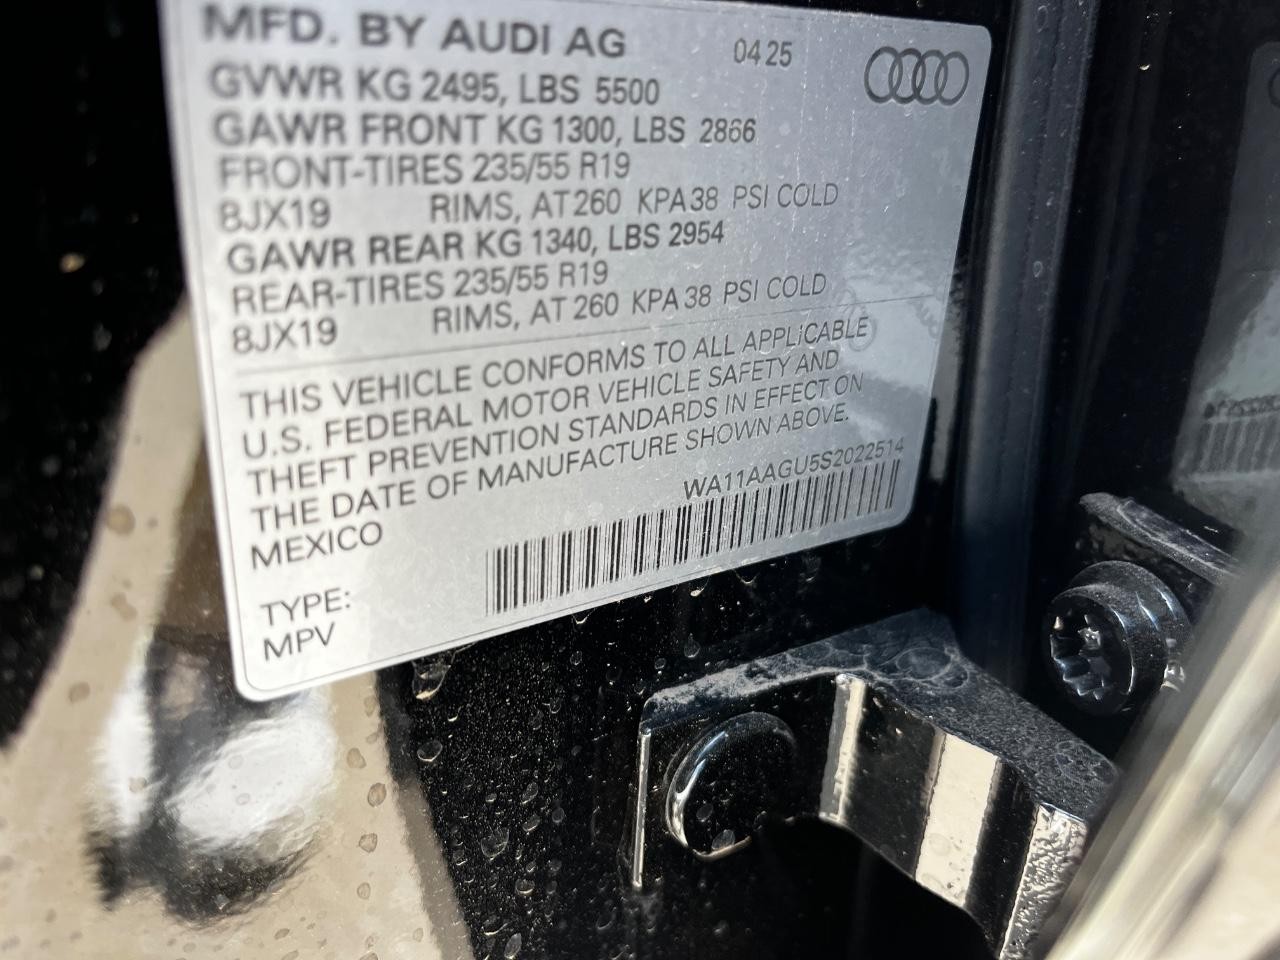 MFD. BY AUDI AG 04 25
GVWR KG 2495, LBS 5500
GAWR FRONT KG 1300, LBS 2866
FRONT-TIRES 235/55 R19
8JX19 RIMS, AT 260 KPA 38 PSI COLD
GAWR REAR KG 1340, LBS 2954
REAR-TIRES 235/55 R19
8JX19 RIMS, AT 260 KPA 38 PSI COLD
THIS VEHICLE CONFORMS TO ALL APPLICABLE
U.S. FEDERAL MOTOR VEHICLE SAFETY AND
THEFT PREVENTION STANDARDS IN EFFECT ON
THE DATE OF MANUFACTURE SHOWN ABOVE.
MEXICO WA11AAGU5S2022514
TYPE:
MPV